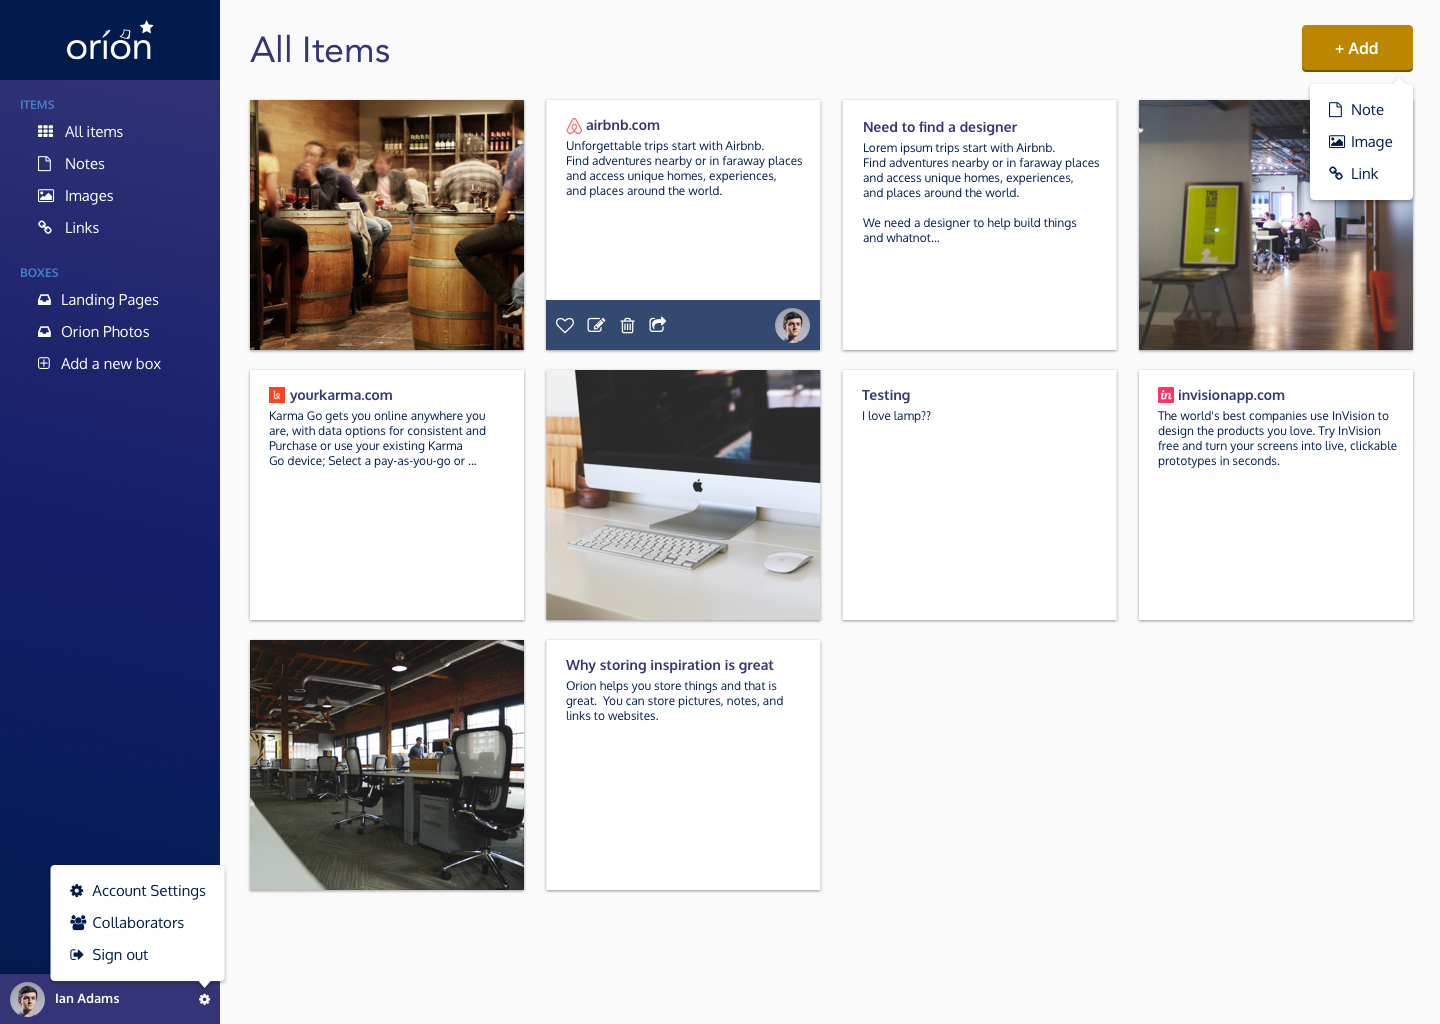 orion
ITEMS
All items
Notes
Images
Links
BOXES
Landing Pages
Orion Photos
Add a new box
Account Settings
Collaborators
Sign out
Ian Adams
All Items
+ Add
Note
Image
Link
airbnb.com
Unforgettable trips start with Airbnb.
Find adventures nearby or in faraway places
and access unique homes, experiences,
and places around the world.
Need to find a designer
Lorem ipsum trips start with Airbnb.
Find adventures nearby or in faraway places
and access unique homes, experiences,
and places around the world.
We need a designer to help build things
and whatnot...
yourkarma.com
Karma Go gets you online anywhere you
are, with data options for consistent and
Purchase or use your existing Karma
Go device; Select a pay-as-you-go or ...
Testing
I love lamp??
in
invisionapp.com
The world's best companies use InVision to
design the products you love. Try InVision
free and turn your screens into live, clickable
prototypes in seconds.
Why storing inspiration is great
Orion helps you store things and that is
great.  You can store pictures, notes, and
links to websites.